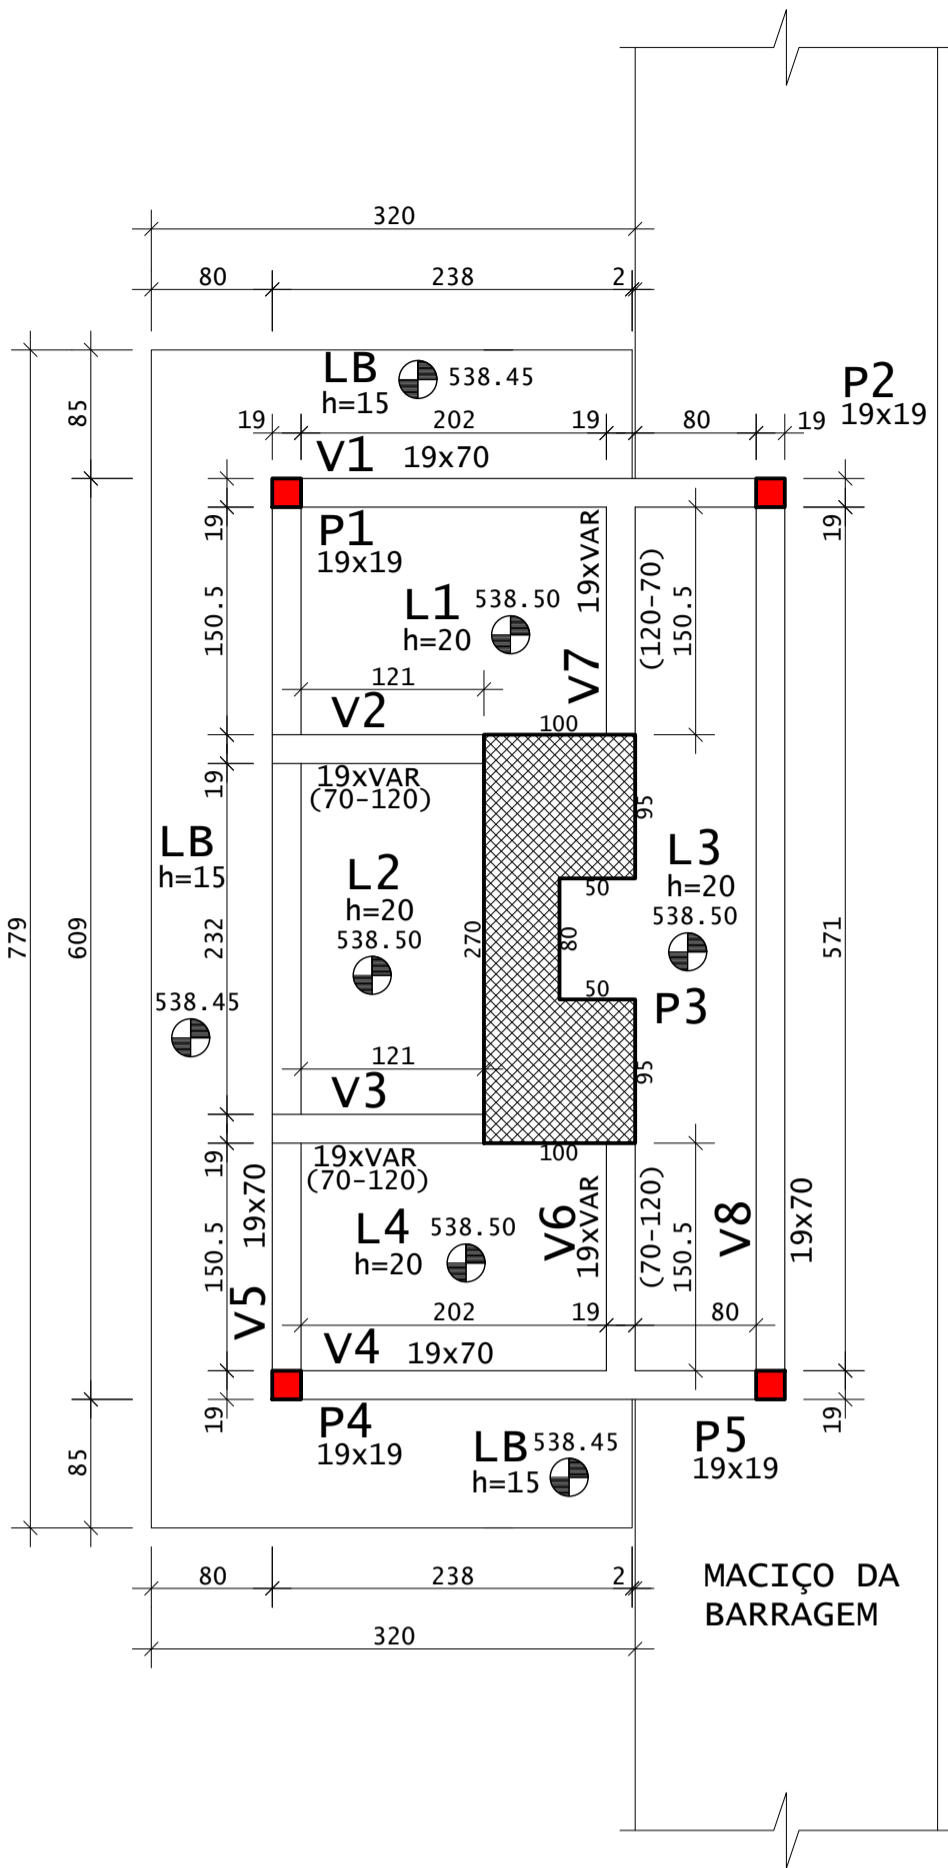 320
80
238
2
LB
h=15
538.45
P2
19x19
85
19
202
19
80
19
V1
19x70
P1
19x19
19
150.5
19xVAR
(120-70)
150.5
19
L1
538.50
h=20
V7
121
V2
100
19xVAR
(70-120)
19
95
LB
h=15
L2
h=20
538.50
L3
h=20
538.50
50
779
609
232
270
80
571
50
P3
538.45
121
V3
95
100
19
19xVAR
(70-120)
19x70
150.5
L4
538.50
h=20
V6
19xVAR
(70-120)
150.5
V8
19x70
V5
202
19
80
V4
19x70
19
P4
19x19
LB
538.45
h=15
P5
19x19
19
85
80
238
2
320
MACIÇO DA
BARRAGEM